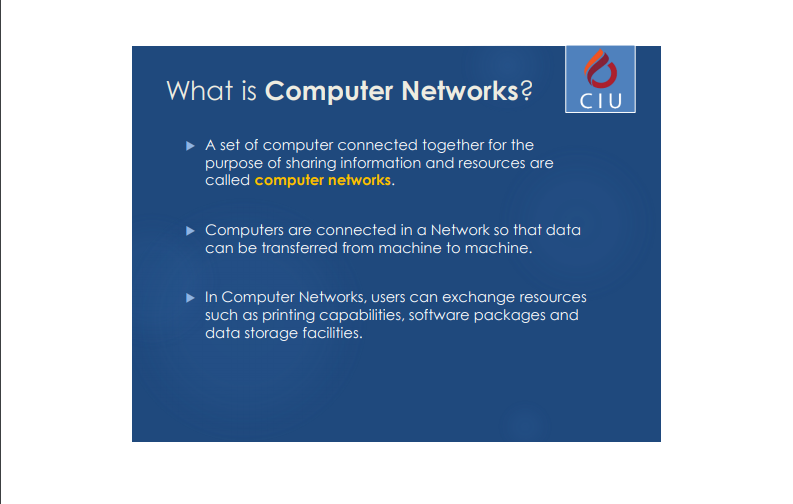 What is Computer Networks?
CIU
A set of computer connected together for the
purpose of sharing information and resources are
called computer networks.
Computers are connected in a Network so that data
can be transferred from machine to machine.
In Computer Networks, users can exchange resources
such as printing capabilities, software packages and
data storage facilities.